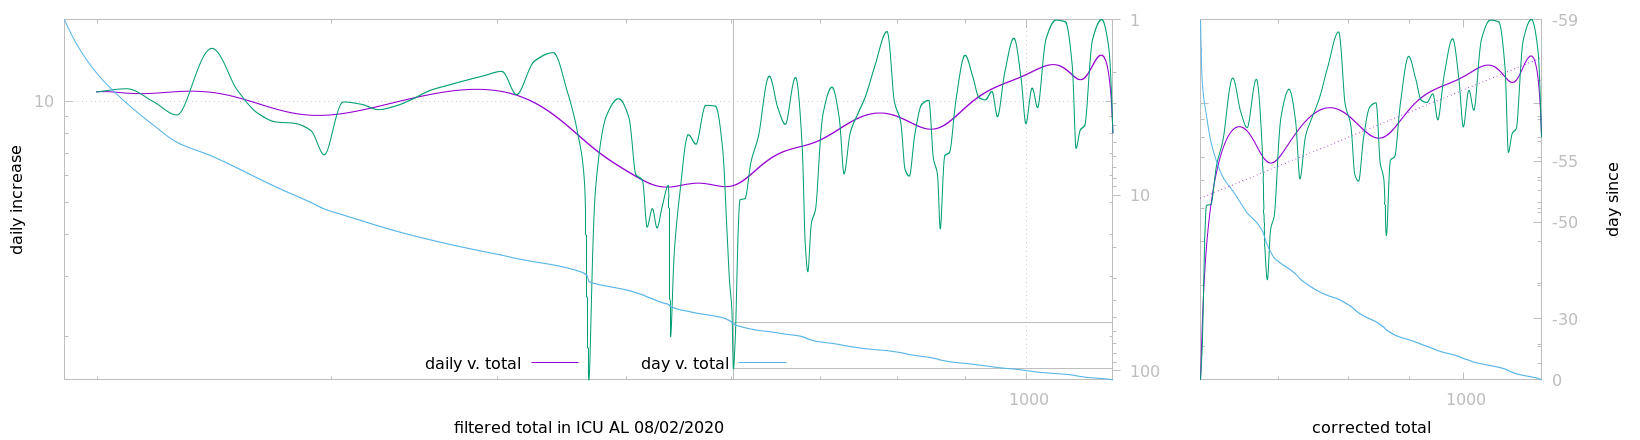 1
-59
10
daily increase
-55
day since
10
-50
-30
daily v. total
day v. total
100
0
1000
1000
filtered total in ICU AL 08/02/2020
corrected total